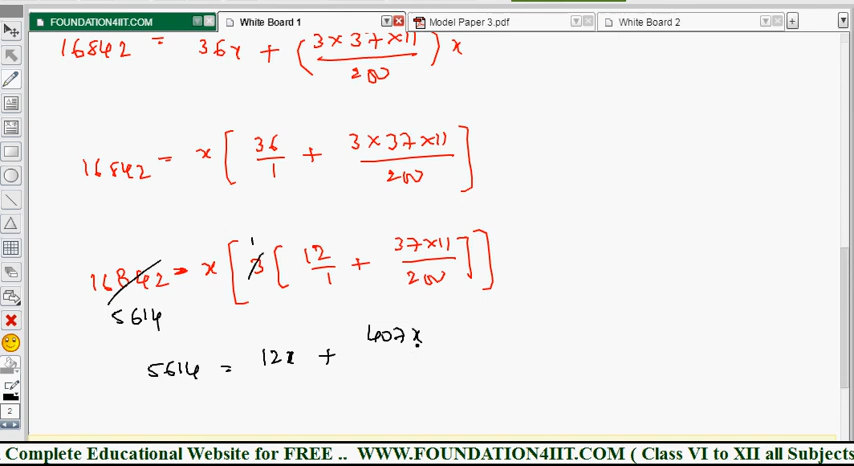 FOUNDATION4IIT.COM White Board 1 Model Paper 3.pdf White Board 2
16842 = 36x + (3×37×11/200) x
16842 = x [ 36/1 + 3×37×11/200 ]
1
16842 = x [ 3 [ 12/1 + 37×11/200 ] ]
5614
5614 = 12x + 407x
2
Complete Educational Website for FREE .. WWW.FOUNDATION4IIT.COM ( Class VI to XII all Subjects